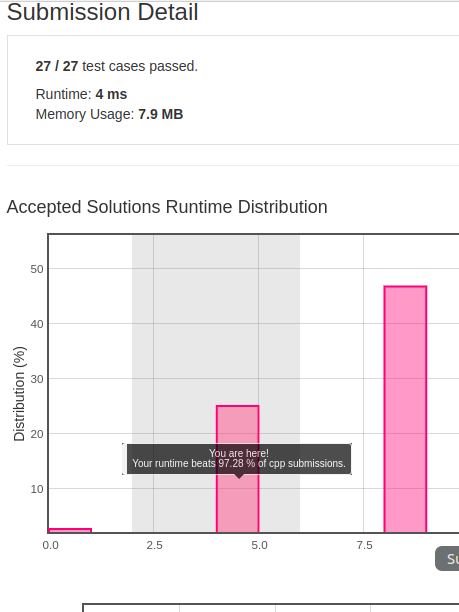 Submission Detail
27 / 27 test cases passed.
Runtime: 4 ms
Memory Usage: 7.9 MB
Accepted Solutions Runtime Distribution
Distribution (%)
50
40
30
20
10
You are here!
Your runtime beats 97.28 % of cpp submissions.
0.0 2.5 5.0 7.5